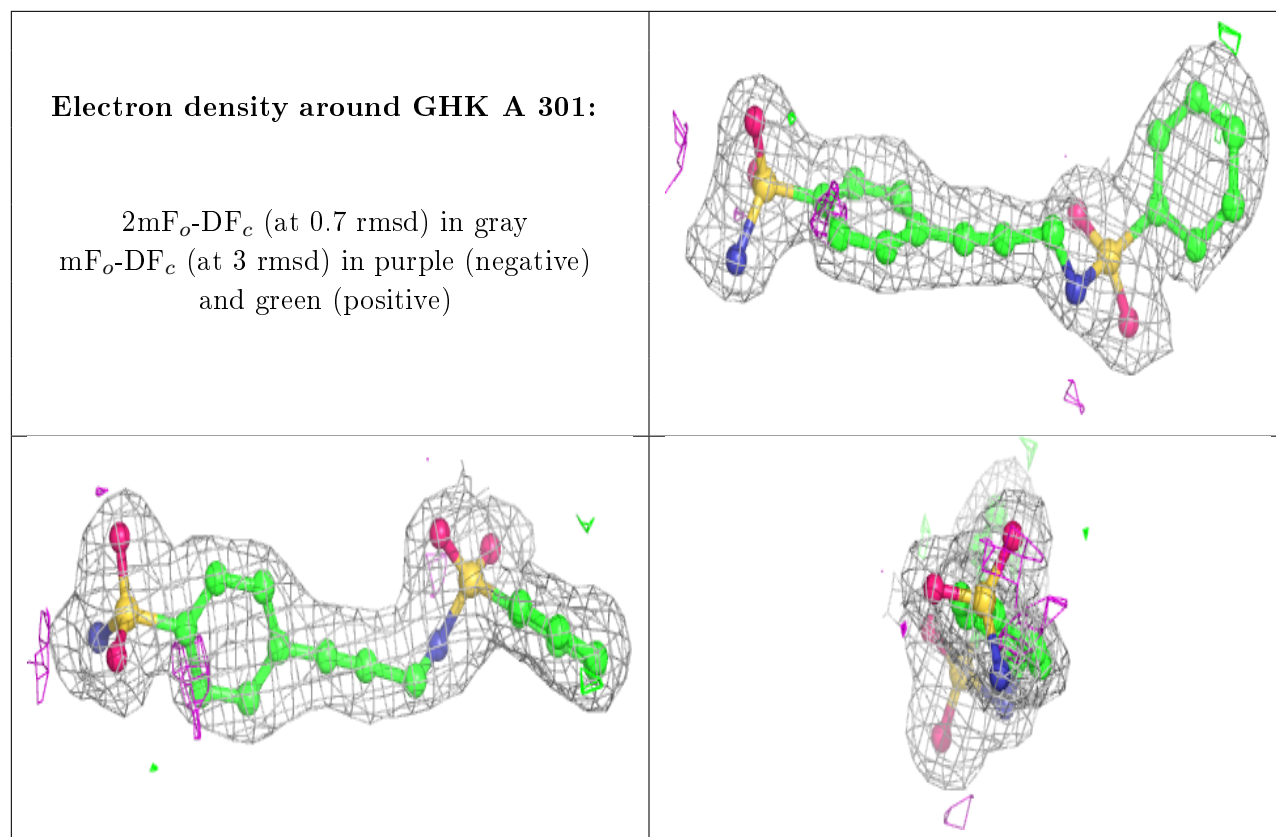 Electron density around GHK A 301:
2mFₒ-DF𝒸 (at 0.7 rmsd) in gray
mFₒ-DF𝒸 (at 3 rmsd) in purple (negative)
and green (positive)